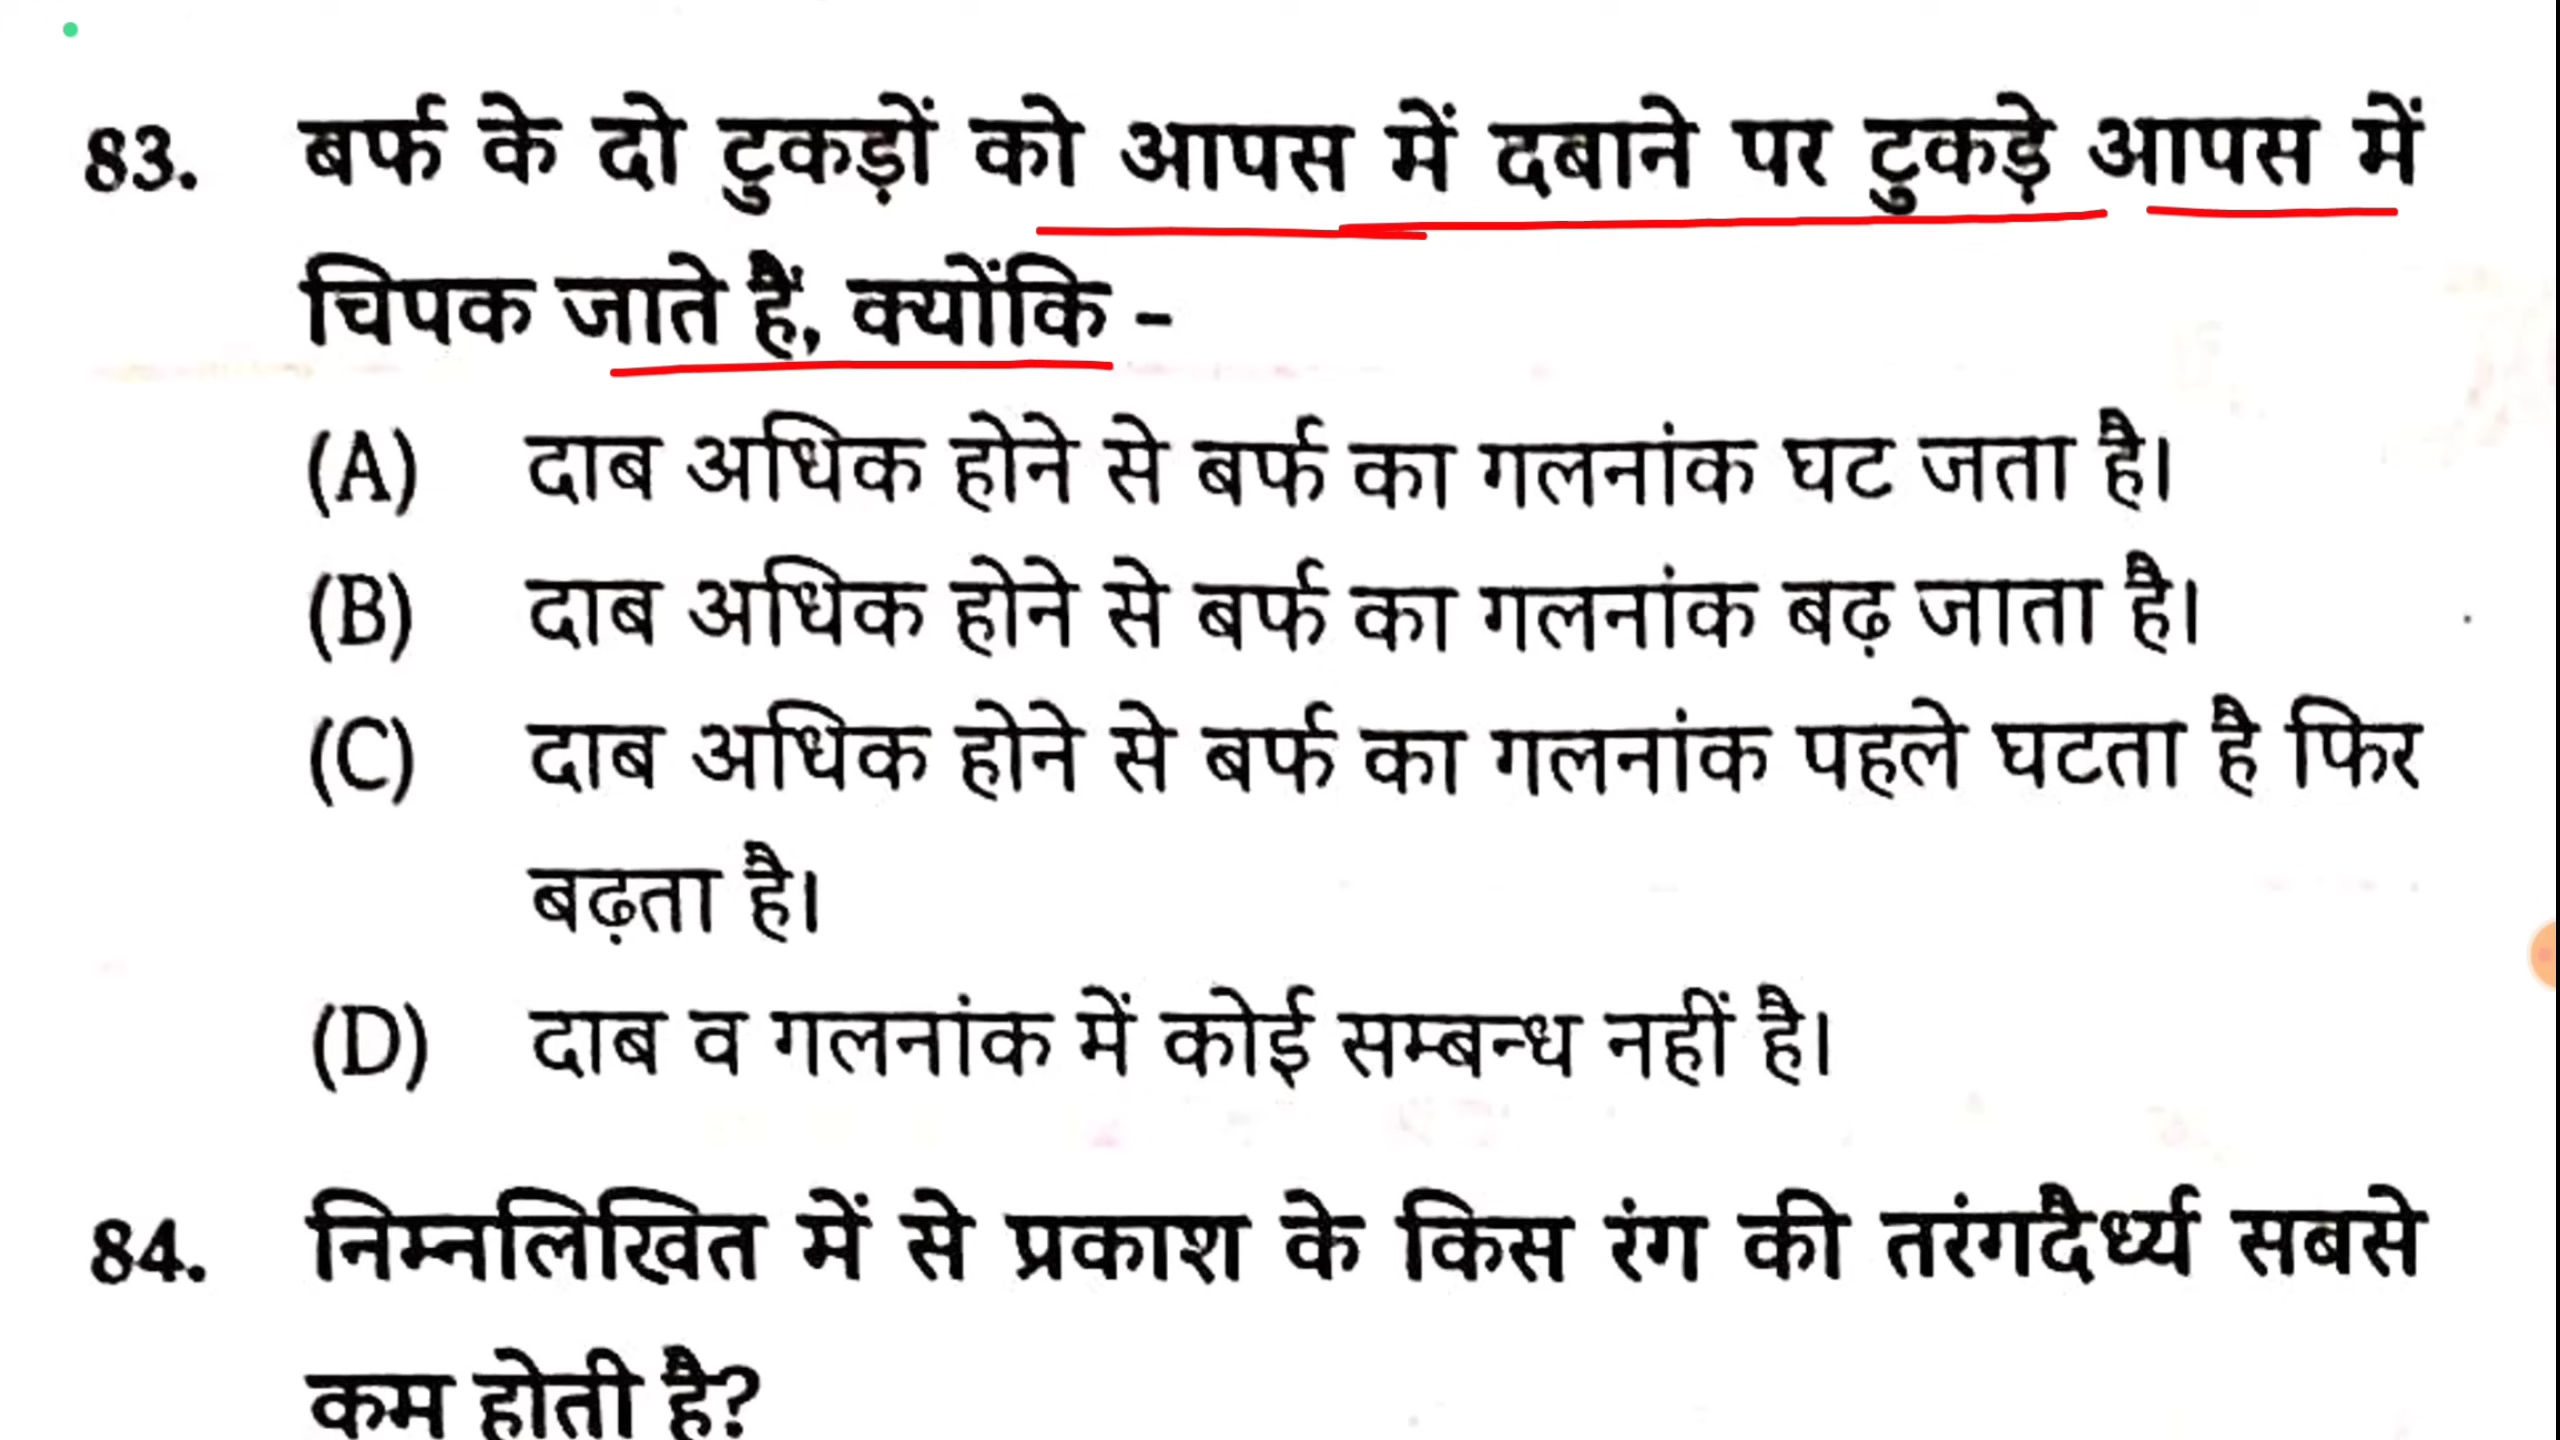 83. बर्फ के दो टुकड़ों को आपस में दबाने पर टुकड़े आपस में
चिपक जाते हैं, क्योंकि -
(A) दाब अधिक होने से बर्फ का गलनांक घट जता है।
(B) दाब अधिक होने से बर्फ का गलनांक बढ़ जाता है।
(C) दाब अधिक होने से बर्फ का गलनांक पहले घटता है फिर
बढ़ता है।
(D) दाब व गलनांक में कोई सम्बन्ध नहीं है।
84. निम्नलिखित में से प्रकाश के किस रंग की तरंगदैर्ध्य सबसे
कम होती है?